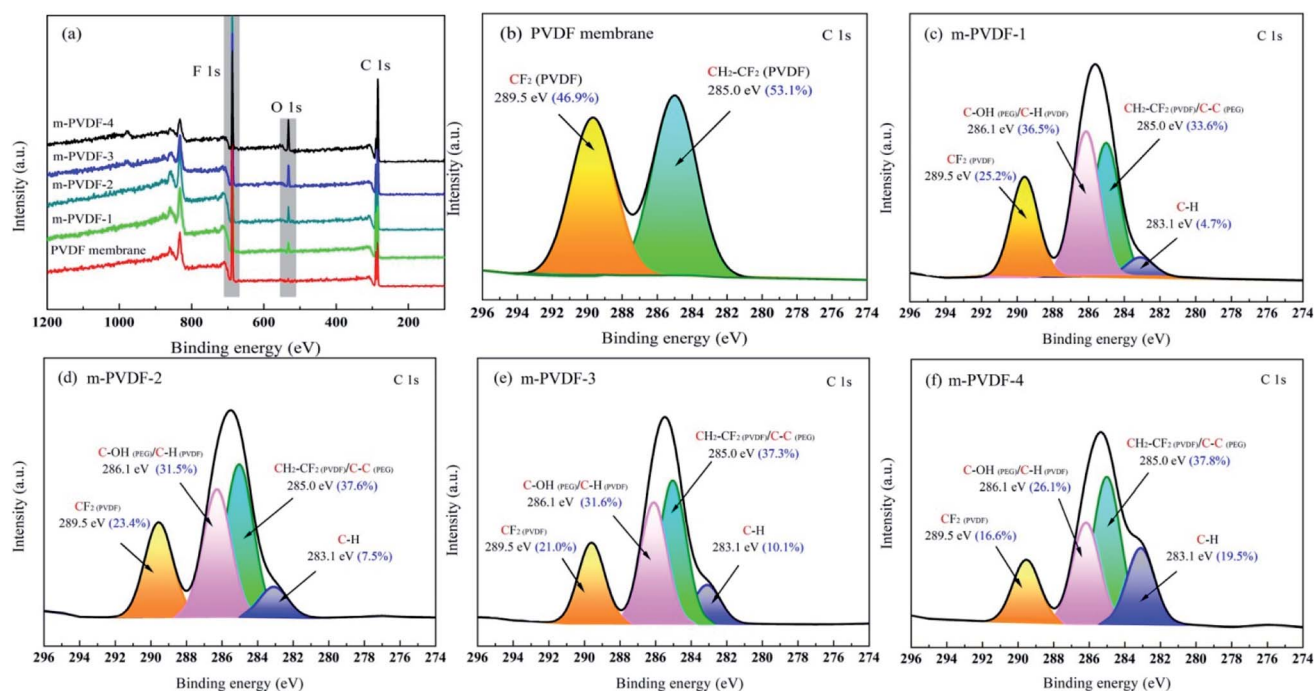 (a)
F 1s
O 1s
C 1s
m-PVDF-4
m-PVDF-3
m-PVDF-2
m-PVDF-1
PVDF membrane
Intensity (a.u.)
1200 1000 800 600 400 200
Binding energy (eV)
(b) PVDF membrane
C 1s
CF2 (PVDF)
289.5 eV (46.9%)
CH2-CF2 (PVDF)
285.0 eV (53.1%)
Intensity (a.u.)
296 294 292 290 288 286 284 282 280 278 276 274
Binding energy (eV)
(c) m-PVDF-1
C 1s
C-OH (PEG)/C-H (PVDF)
286.1 eV (36.5%)
CH2-CF2 (PVDF)/C-C (PEG)
285.0 eV (33.6%)
CF2 (PVDF)
289.5 eV (25.2%)
C-H
283.1 eV (4.7%)
Intensity (a.u.)
296 294 292 290 288 286 284 282 280 278 276 274
Binding energy (eV)
(d) m-PVDF-2
C 1s
C-OH (PEG)/C-H (PVDF)
286.1 eV (31.5%)
CH2-CF2 (PVDF)/C-C (PEG)
285.0 eV (37.6%)
CF2 (PVDF)
289.5 eV (23.4%)
C-H
283.1 eV (7.5%)
Intensity (a.u.)
296 294 292 290 288 286 284 282 280 278 276 274
Binding energy (eV)
(e) m-PVDF-3
C 1s
CH2-CF2 (PVDF)/C-C (PEG)
285.0 eV (37.3%)
C-OH (PEG)/C-H (PVDF)
286.1 eV (31.6%)
CF2 (PVDF)
289.5 eV (21.0%)
C-H
283.1 eV (10.1%)
Intensity (a.u.)
296 294 292 290 288 286 284 282 280 278 276 274
Binding energy (eV)
(f) m-PVDF-4
C 1s
CH2-CF2 (PVDF)/C-C (PEG)
285.0 eV (37.8%)
C-OH (PEG)/C-H (PVDF)
286.1 eV (26.1%)
CF2 (PVDF)
289.5 eV (16.6%)
C-H
283.1 eV (19.5%)
Intensity (a.u.)
296 294 292 290 288 286 284 282 280 278 276 274
Binding energy (eV)